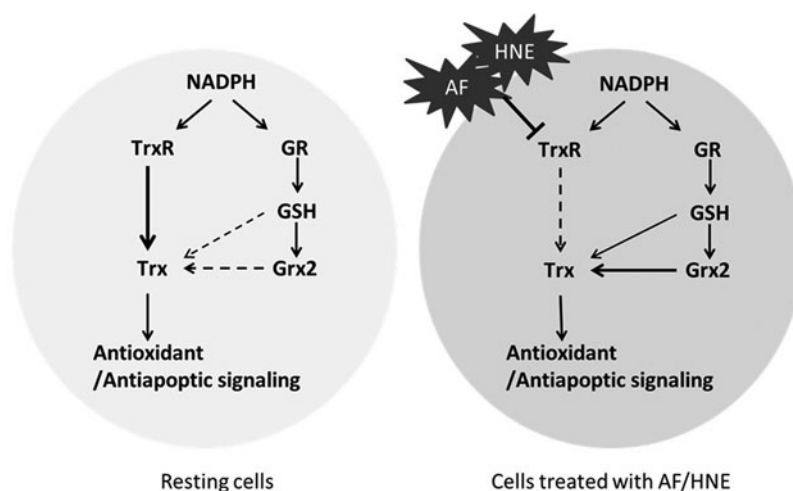 NADPH
TrxR
GR
GSH
Trx
Grx2
Antioxidant
/Antiapoptic signaling
Resting cells
HNE
AF
NADPH
TrxR
GR
GSH
Trx
Grx2
Antioxidant
/Antiapoptic signaling
Cells treated with AF/HNE